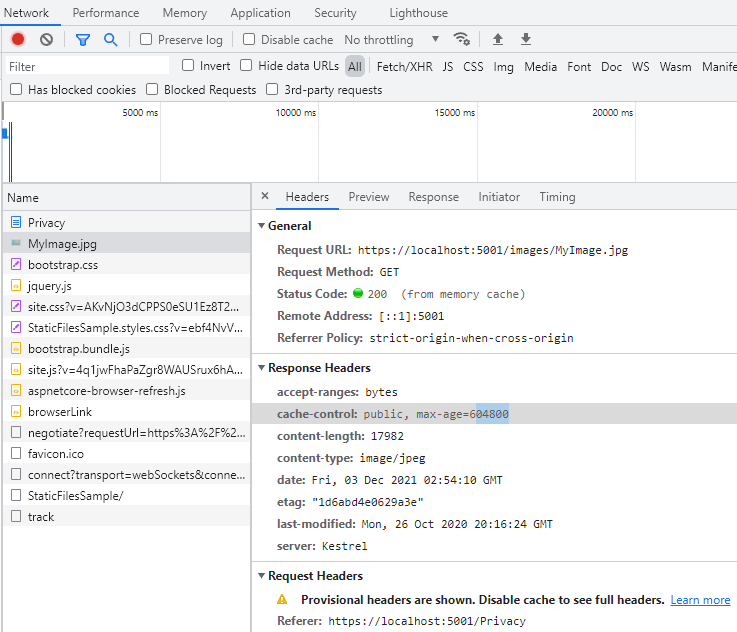 Network Performance Memory Application Security Lighthouse
Preserve log Disable cache No throttling
Filter Invert Hide data URLs All Fetch/XHR JS CSS Img Media Font Doc WS Wasm Manife
Has blocked cookies Blocked Requests 3rd-party requests
5000 ms 10000 ms 15000 ms 20000 ms
Name
Privacy
MyImage.jpg
bootstrap.css
jquery.js
site.css?v=AKvNjO3dCPPS0eSU1Ez8T2...
StaticFilesSample.styles.css?v=ebf4NvV...
bootstrap.bundle.js
site.js?v=4q1jwFhaPaZgr8WAUSrux6hA...
aspnetcore-browser-refresh.js
browserLink
negotiate?requestUrl=https%3A%2F%2...
favicon.ico
connect?transport=webSockets&conne...
StaticFilesSample/
track
× Headers Preview Response Initiator Timing
General
Request URL: https://localhost:5001/images/MyImage.jpg
Request Method: GET
Status Code: 200 (from memory cache)
Remote Address: [::1]:5001
Referrer Policy: strict-origin-when-cross-origin
Response Headers
accept-ranges: bytes
cache-control: public, max-age=604800
content-length: 17982
content-type: image/jpeg
date: Fri, 03 Dec 2021 02:54:10 GMT
etag: "1d6abd4e0629a3e"
last-modified: Mon, 26 Oct 2020 20:16:24 GMT
server: Kestrel
Request Headers
Provisional headers are shown. Disable cache to see full headers. Learn more
Referer: https://localhost:5001/Privacy